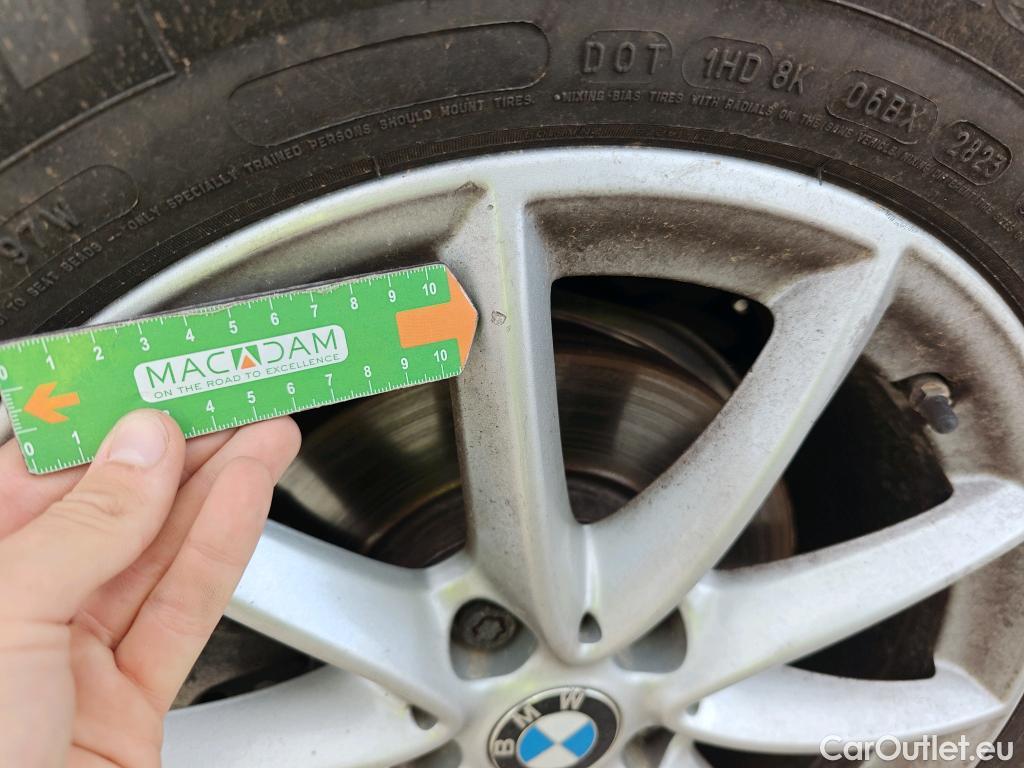 DOT 1HD 8K 06BX 2823
ONLY SPECIALLY TRAINED PERSONS SHOULD MOUNT TIRES. •MIXING BIAS TIRES WITH RADIALS ON THE SAME VEHICLE
97W
TO SEAT BEADS
0 1 2 3 4 5 6 7 8 9 10
MACADAM
ON THE ROAD TO EXCELLENCE
0 1 3 4 5 6 7 8 9 10
BMW
CarOutlet.eu